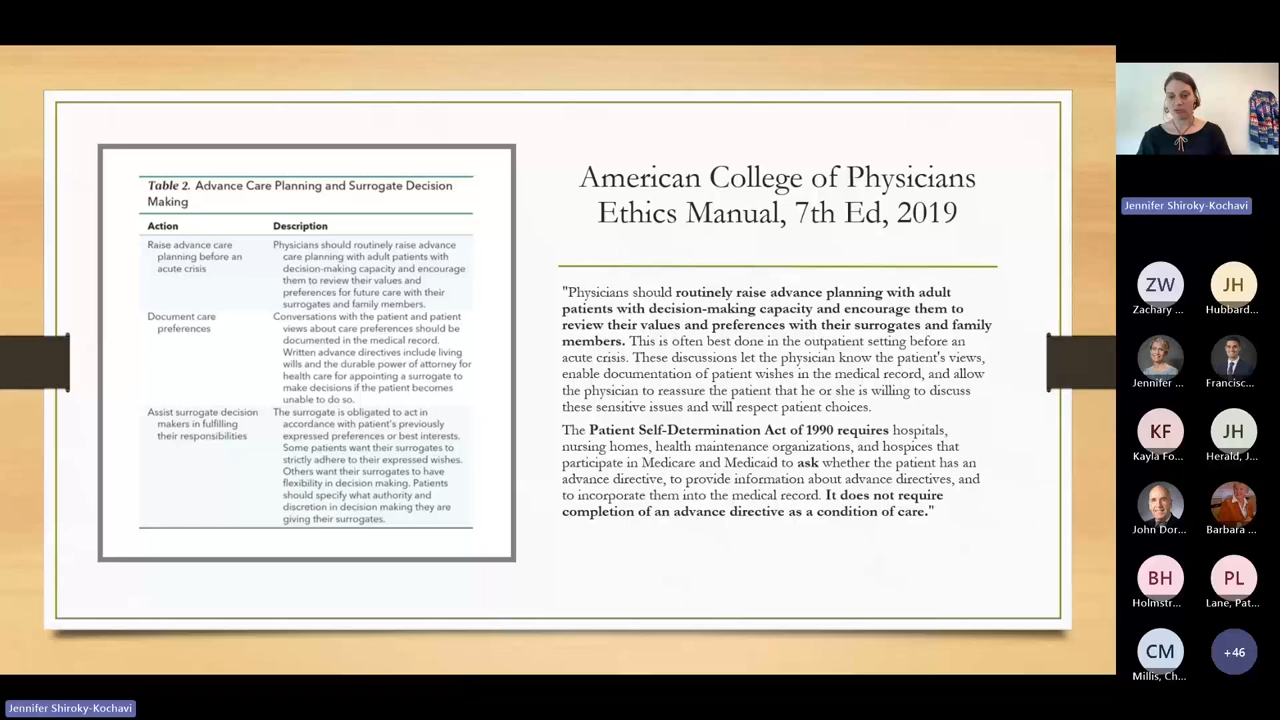 Table 2. Advance Care Planning and Surrogate Decision
Making
Action
Description
Raise advance care
planning before an
acute crisis
Physicians should routinely raise advance
care planning with adult patients with
decision-making capacity and encourage
them to review their values and
preferences for future care with their
surrogates and family members.
Document care
preferences
Conversations with the patient and patient
views about care preferences should be
documented in the medical record.
Written advance directives include living
wills and the durable power of attorney for
health care for appointing a surrogate to
make decisions if the patient becomes
unable to do so.
Assist surrogate decision
makers in fulfilling
their responsibilities
The surrogate is obligated to act in
accordance with patient's previously
expressed preferences or best interests.
Some patients want their surrogates to
strictly adhere to their expressed wishes.
Others want their surrogates to have
flexibility in decision making. Patients
should specify what authority and
discretion in decision making they are
giving their surrogates.
American College of Physicians
Ethics Manual, 7th Ed, 2019
"Physicians should routinely raise advance planning with adult
patients with decision-making capacity and encourage them to
review their values and preferences with their surrogates and family
members. This is often best done in the outpatient setting before an
acute crisis. These discussions let the physician know the patient's views,
enable documentation of patient wishes in the medical record, and allow
the physician to reassure the patient that he or she is willing to discuss
these sensitive issues and will respect patient choices.
The Patient Self-Determination Act of 1990 requires hospitals,
nursing homes, health maintenance organizations, and hospices that
participate in Medicare and Medicaid to ask whether the patient has an
advance directive, to provide information about advance directives, and
to incorporate them into the medical record. It does not require
completion of an advance directive as a condition of care."
Jennifer Shiroky-Kochavi
ZW
Zachary ...
JH
Hubbard...
Jennifer ...
Francisc...
KF
Kayla Fo...
JH
Herald, J...
John Dor...
Barbara ...
BH
Holmstr...
PL
Lane, Pat...
CM
Millis, Ch...
+46
Jennifer Shiroky-Kochavi